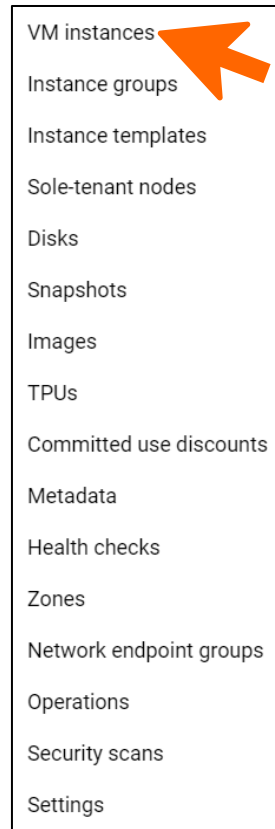 VM instances
Instance groups
Instance templates
Sole-tenant nodes
Disks
Snapshots
Images
TPUs
Committed use discounts
Metadata
Health checks
Zones
Network endpoint groups
Operations
Security scans
Settings